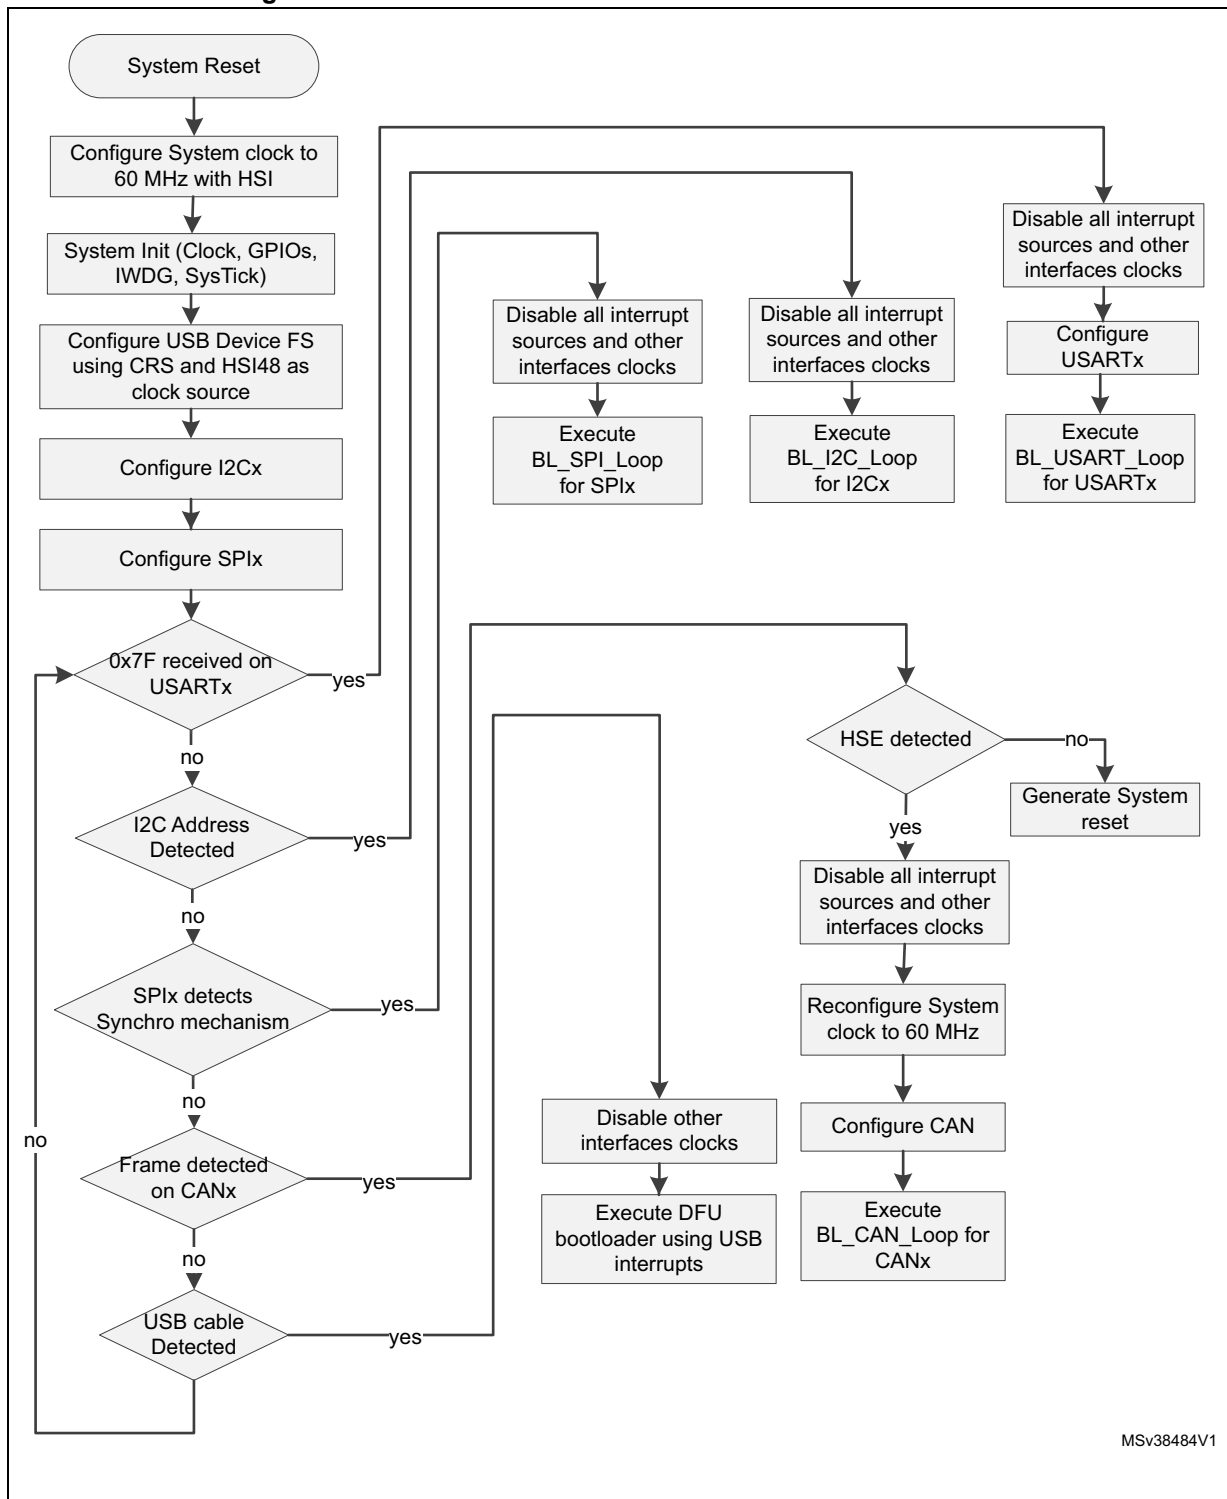 System Reset
Configure System clock to
60 MHz with HSI
System Init (Clock, GPIOs,
IWDG, SysTick)
Configure USB Device FS
using CRS and HSI48 as
clock source
Configure I2Cx
Configure SPIx
0x7F received on
USARTx
yes
no
I2C Address
Detected
yes
no
SPIx detects
Synchro mechanism
yes
no
Frame detected
on CANx
yes
no
USB cable
Detected
yes
no
Disable all interrupt
sources and other
interfaces clocks
Execute
BL_SPI_Loop
for SPIx
Disable all interrupt
sources and other
interfaces clocks
Execute
BL_I2C_Loop
for I2Cx
Disable all interrupt
sources and other
interfaces clocks
Configure
USARTx
Execute
BL_USART_Loop
for USARTx
HSE detected
no
Generate System
reset
yes
Disable all interrupt
sources and other
interfaces clocks
Reconfigure System
clock to 60 MHz
Configure CAN
Execute
BL_CAN_Loop for
CANx
Disable other
interfaces clocks
Execute DFU
bootloader using USB
interrupts
MSv38484V1